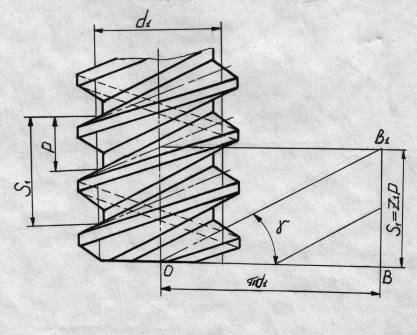 d₁
p
S₁
B₁
γ
S₁=z₁p
O
πd₁
B